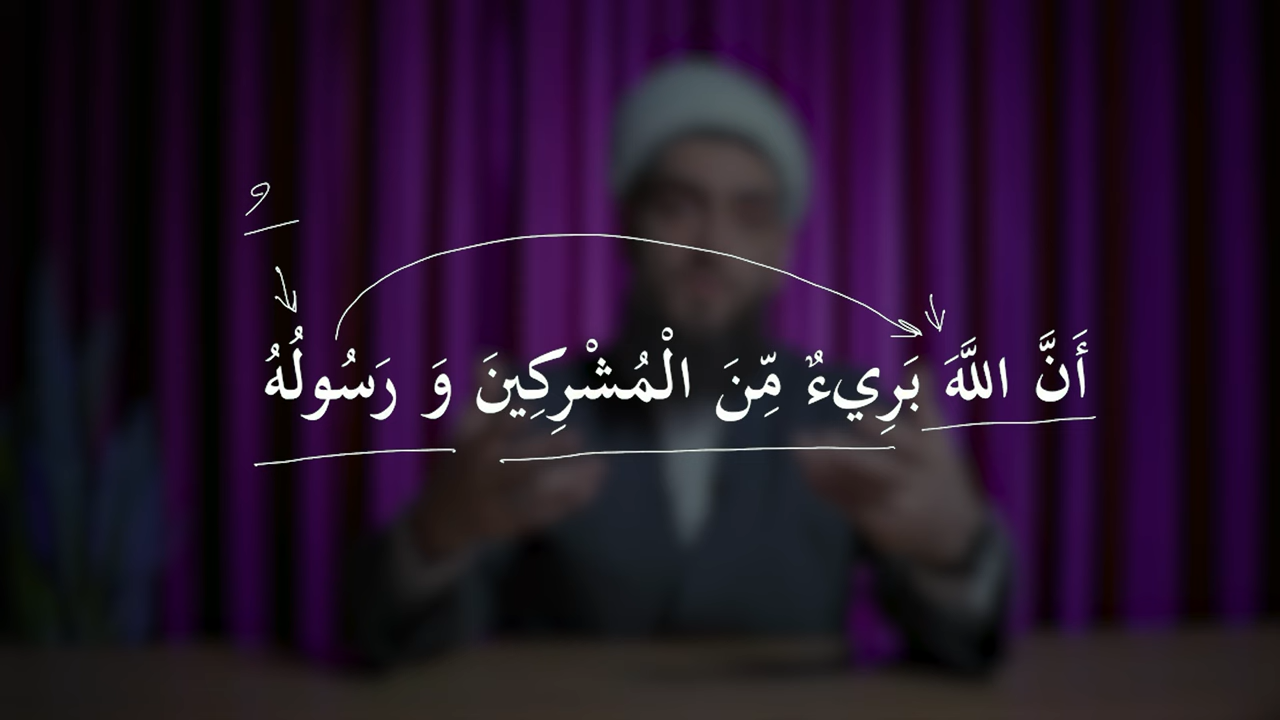 ُ
أَنَّ اللَّهَ بَرِيءٌ مِّنَ الْمُشْرِكِينَ وَ رَسُولُهُ